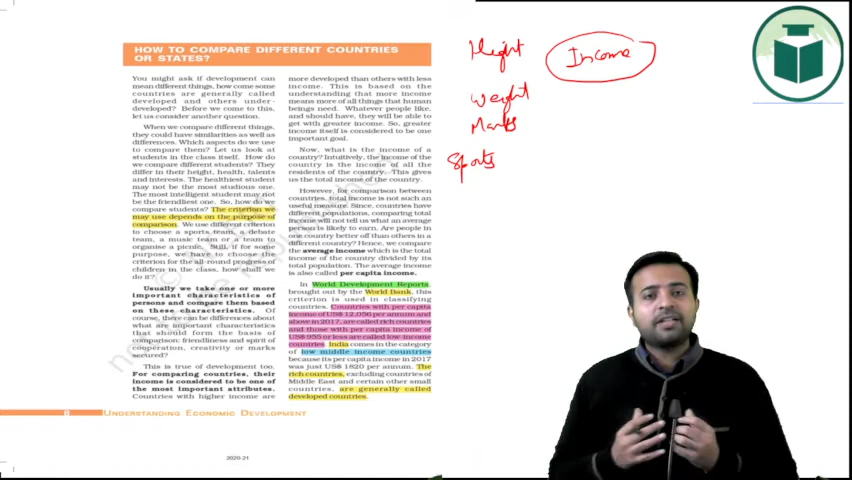 HOW TO COMPARE DIFFERENT COUNTRIES
OR STATES?
You might ask if development can
mean different things, how come some
countries are generally called
developed and others under-
developed? Before we come to this,
let us consider another question.
When we compare different things,
they could have similarities as well as
differences. Which aspects do we use
to compare them? Let us look at
students in the class itself. How do
we compare different students? They
differ in their height, health, talents
and interests. The healthiest student
may not be the most studious one.
The most intelligent student may not
be the friendliest one. So, how do we
compare students? The criterion we
may use depends on the purpose of
comparison. We use different criterion
to choose a sports team, a debate
team, a music team or a team to
organise a picnic. Still, if for some
purpose, we have to choose the
criterion for the all-round progress of
children in the class, how shall we
do it?
Usually we take one or more
important characteristics of
persons and compare them based
on these characteristics. Of
course, there can be differences about
what are important characteristics
that should form the basis of
comparison: friendliness and spirit of
cooperation, creativity or marks
secured?
This is true of development too.
For comparing countries, their
income is considered to be one of
the most important attributes.
Countries with higher income are
more developed than others with less
income. This is based on the
understanding that more income
means more of all things that human
beings need. Whatever people like,
and should have, they will be able to
get with greater income. So, greater
income itself is considered to be one
important goal.
Now, what is the income of a
country? Intuitively, the income of the
country is the income of all the
residents of the country. This gives
us the total income of the country.
However, for comparison between
countries, total income is not such an
useful measure. Since, countries have
different populations, comparing total
income will not tell us what an average
person is likely to earn. Are people in
one country better off than others in a
different country? Hence, we compare
the average income which is the total
income of the country divided by its
total population. The average income
is also called per capita income.
In World Development Reports
brought out by the World Bank, this
criterion is used in classifying
countries. Countries with per capita
income of US$ 12,056 per annum and
above in 2017, are called rich countries
and those with per capita income of
US$ 955 or less are called low-income
countries. India comes in the category
of low middle income countries
because its per capita income in 2017
was just US$ 1820 per annum. The
rich countries, excluding countries of
Middle East and certain other small
countries, are generally called
developed countries.
8 UNDERSTANDING ECONOMIC DEVELOPMENT
2020-21
Height
Income
Weight
Marks
Sports